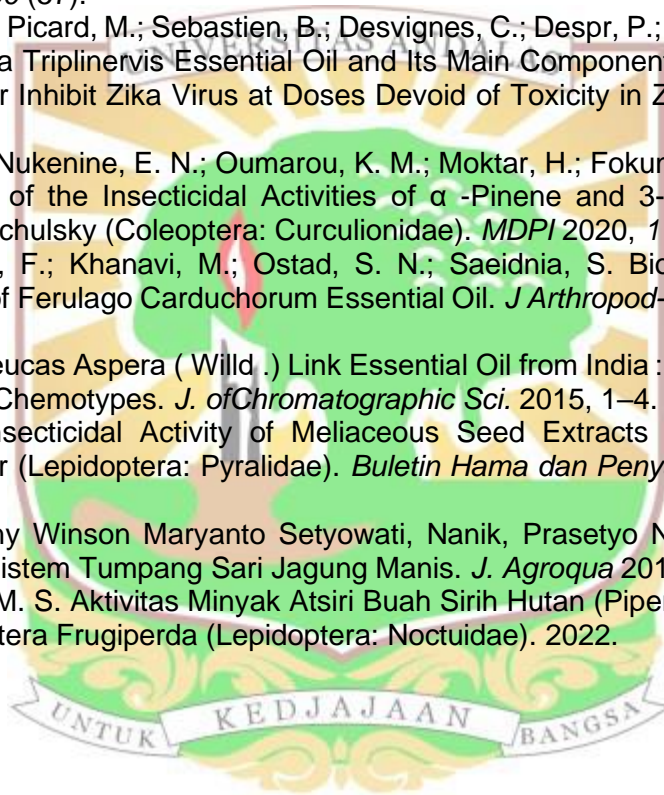 Picard, M.; Sebastien, B.; Desvignes, C.; Despr, P.;
UNIVERSITAS ANDALAS
a Triplinervis Essential Oil and Its Main Component
r Inhibit Zika Virus at Doses Devoid of Toxicity in Z
Nukenine, E. N.; Oumarou, K. M.; Moktar, H.; Fokun
of the Insecticidal Activities of α -Pinene and 3-
chulsky (Coleoptera: Curculionidae). MDPI 2020, 1
, F.; Khanavi, M.; Ostad, S. N.; Saeidnia, S. Bio
of Ferulago Carduchorum Essential Oil. J Arthropod-
eucas Aspera ( Willd .) Link Essential Oil from India :
Chemotypes. J. ofChromatographic Sci. 2015, 1–4.
nsecticidal Activity of Meliaceous Seed Extracts
r (Lepidoptera: Pyralidae). Buletin Hama dan Peny
ny Winson Maryanto Setyowati, Nanik, Prasetyo N
istem Tumpang Sari Jagung Manis. J. Agroqua 201
M. S. Aktivitas Minyak Atsiri Buah Sirih Hutan (Piper
tera Frugiperda (Lepidoptera: Noctuidae). 2022.
UNTUK KEDJAJAAN BANGSA